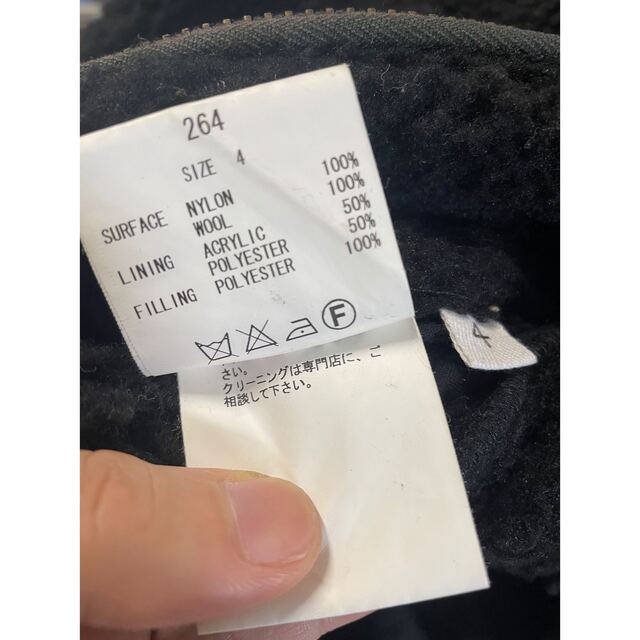 264
SIZE 4
SURFACE NYLON 100%
WOOL 100%
LINING ACRYLIC 50%
POLYESTER 50%
FILLING POLYESTER 100%
F
さい。
クリーニングは専門店に、ご
相談して下さい。
4